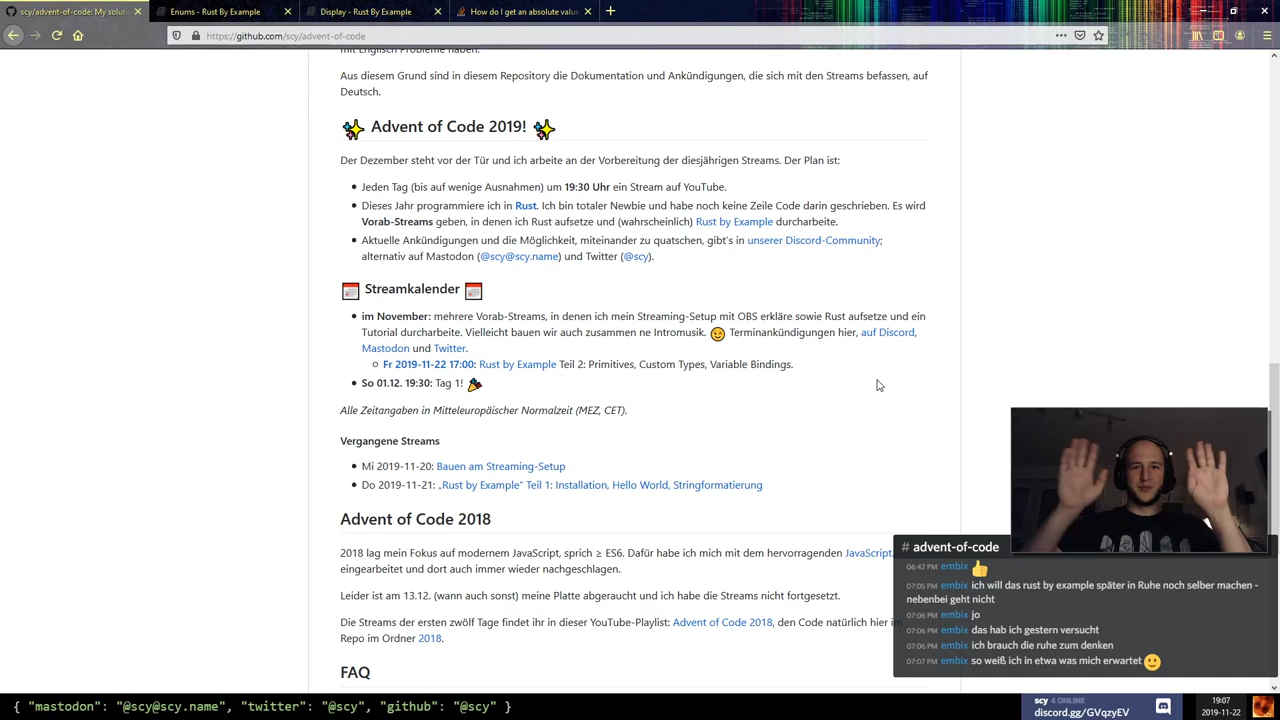 scy/advent-of-code: My soluti
Enums - Rust By Example
Display - Rust By Example
How do I get an absolute value
https://github.com/scy/advent-of-code
mit Englisch Probleme haben.
Aus diesem Grund sind in diesem Repository die Dokumentation und Ankündigungen, die sich mit den Streams befassen, auf
Deutsch.
Advent of Code 2019!
Der Dezember steht vor der Tür und ich arbeite an der Vorbereitung der diesjährigen Streams. Der Plan ist:
Jeden Tag (bis auf wenige Ausnahmen) um 19:30 Uhr ein Stream auf YouTube.
Dieses Jahr programmiere ich in Rust. Ich bin totaler Newbie und habe noch keine Zeile Code darin geschrieben. Es wird
Vorab-Streams geben, in denen ich Rust aufsetze und (wahrscheinlich) Rust by Example durcharbeite.
Aktuelle Ankündigungen und die Möglichkeit, miteinander zu quatschen, gibt's in unserer Discord-Community;
alternativ auf Mastodon (@scy@scy.name) und Twitter (@scy).
Streamkalender
im November: mehrere Vorab-Streams, in denen ich mein Streaming-Setup mit OBS erkläre sowie Rust aufsetze und ein
Tutorial durcharbeite. Vielleicht bauen wir auch zusammen ne Intromusik. 😉 Terminankündigungen hier, auf Discord,
Mastodon und Twitter.
Fr 2019-11-22 17:00: Rust by Example Teil 2: Primitives, Custom Types, Variable Bindings.
So 01.12. 19:30: Tag 1!
Alle Zeitangaben in Mitteleuropäischer Normalzeit (MEZ, CET).
Vergangene Streams
Mi 2019-11-20: Bauen am Streaming-Setup
Do 2019-11-21: „Rust by Example“ Teil 1: Installation, Hello World, Stringformatierung
Advent of Code 2018
2018 lag mein Fokus auf modernem JavaScript, sprich ≥ ES6. Dafür habe ich mich mit dem hervorragenden JavaScript.
eingearbeitet und dort auch immer wieder nachgeschlagen.
Leider ist am 13.12. (wann auch sonst) meine Platte abgeraucht und ich habe die Streams nicht fortgesetzt.
Die Streams der ersten zwölf Tage findet ihr in dieser YouTube-Playlist: Advent of Code 2018, den Code natürlich hier im
Repo im Ordner 2018.
FAQ
# advent-of-code
06:42 PM embix 👍
07:05 PM embix ich will das rust by example später in Ruhe noch selber machen -
nebenbei geht nicht
07:06 PM embix jo
07:06 PM embix das hab ich gestern versucht
07:06 PM embix ich brauch die ruhe zum denken
07:07 PM embix so weiß ich in etwa was mich erwartet 🙂
{ "mastodon": "@scy@scy.name", "twitter": "@scy", "github": "@scy" }
scy 4 ONLINE
discord.gg/GVqzyEV
19:07
2019-11-22